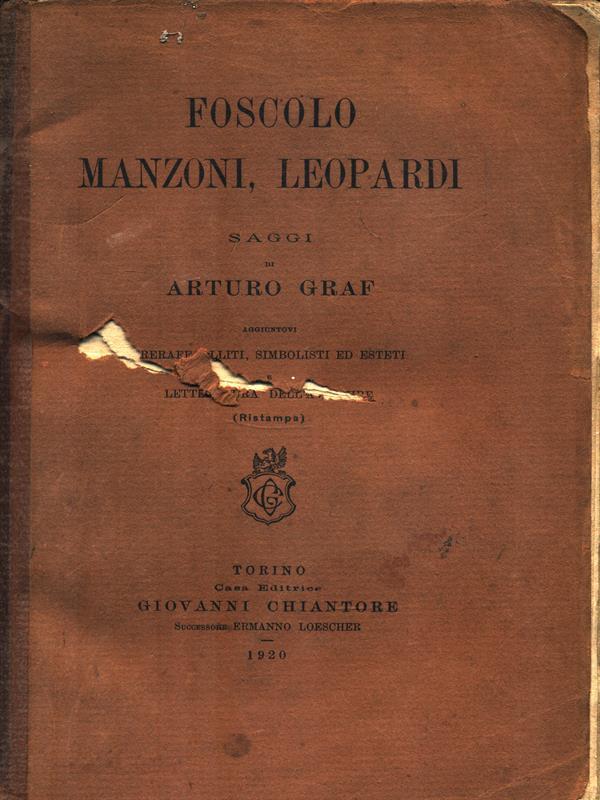 FOSCOLO
MANZONI, LEOPARDI
SAGGI
DI
ARTURO GRAF
AGGIUNTOVI
SIMBOLISTI ED ESTETI
E
(Ristampa)
GC
TORINO
Casa Editrice
GIOVANNI CHIANTORE
Successore ERMANNO LOESCHER
1920